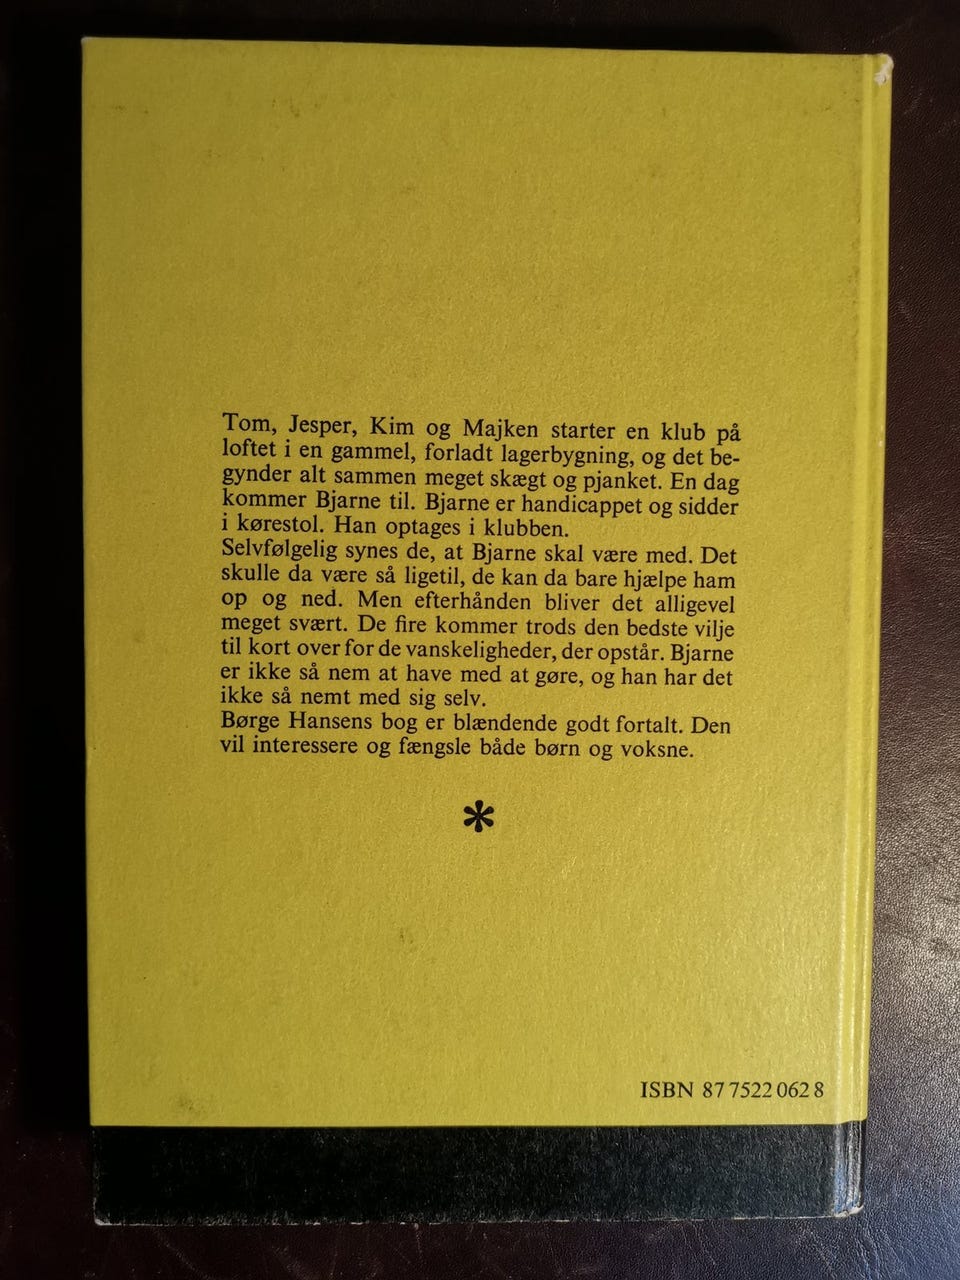 Tom, Jesper, Kim og Majken starter en klub på
loftet i en gammel, forladt lagerbygning, og det be-
gynder alt sammen meget skægt og pjanket. En dag
kommer Bjarne til. Bjarne er handicappet og sidder
i kørestol. Han optages i klubben.
Selvfølgelig synes de, at Bjarne skal være med. Det
skulle da være så ligetil, de kan da bare hjælpe ham
op og ned. Men efterhånden bliver det alligevel
meget svært. De fire kommer trods den bedste vilje
til kort over for de vanskeligheder, der opstår. Bjarne
er ikke så nem at have med at gøre, og han har det
ikke så nemt med sig selv.
Børge Hansens bog er blændende godt fortalt. Den
vil interessere og fængsle både børn og voksne.
*
ISBN 87 7522 062 8